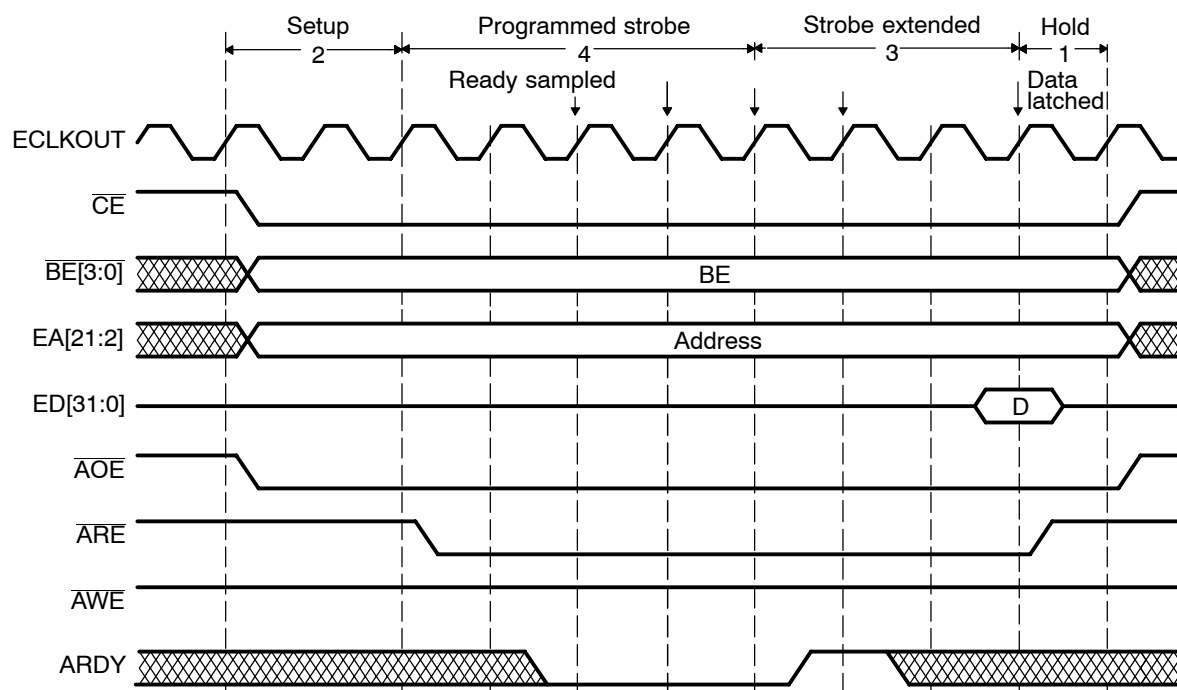 Setup
2
Programmed strobe
4
Strobe extended
3
Hold
1
Ready sampled
Data
latched
ECLKOUT
CE
BE[3:0]
BE
EA[21:2]
Address
ED[31:0]
D
AOE
ARE
AWE
ARDY